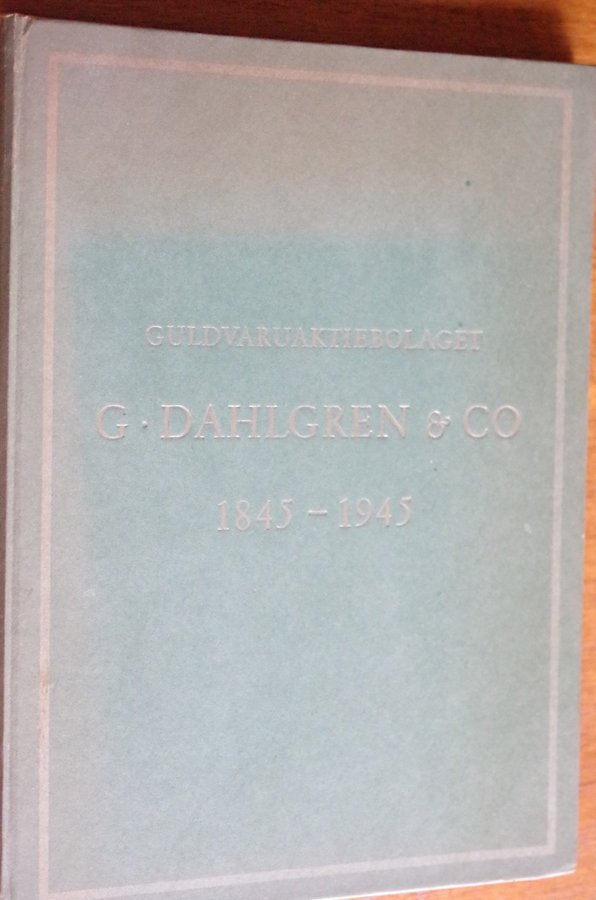 GULDVARUAKTIEBOLAGET
G · DAHLGREN & CO
1845 – 1945